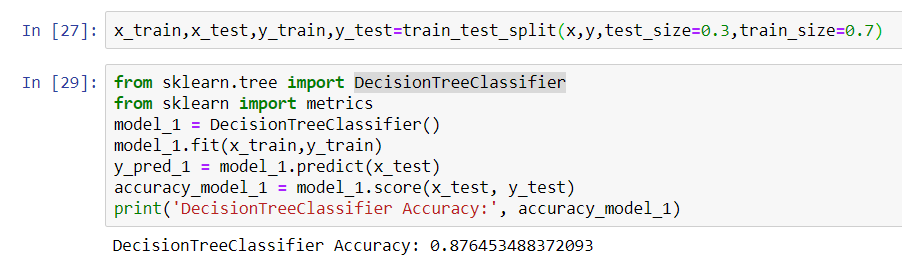 In [27]: x_train,x_test,y_train,y_test=train_test_split(x,y,test_size=0.3,train_size=0.7)
In [29]: from sklearn.tree import DecisionTreeClassifier
from sklearn import metrics
model_1 = DecisionTreeClassifier()
model_1.fit(x_train,y_train)
y_pred_1 = model_1.predict(x_test)
accuracy_model_1 = model_1.score(x_test, y_test)
print('DecisionTreeClassifier Accuracy:', accuracy_model_1)
DecisionTreeClassifier Accuracy: 0.876453488372093